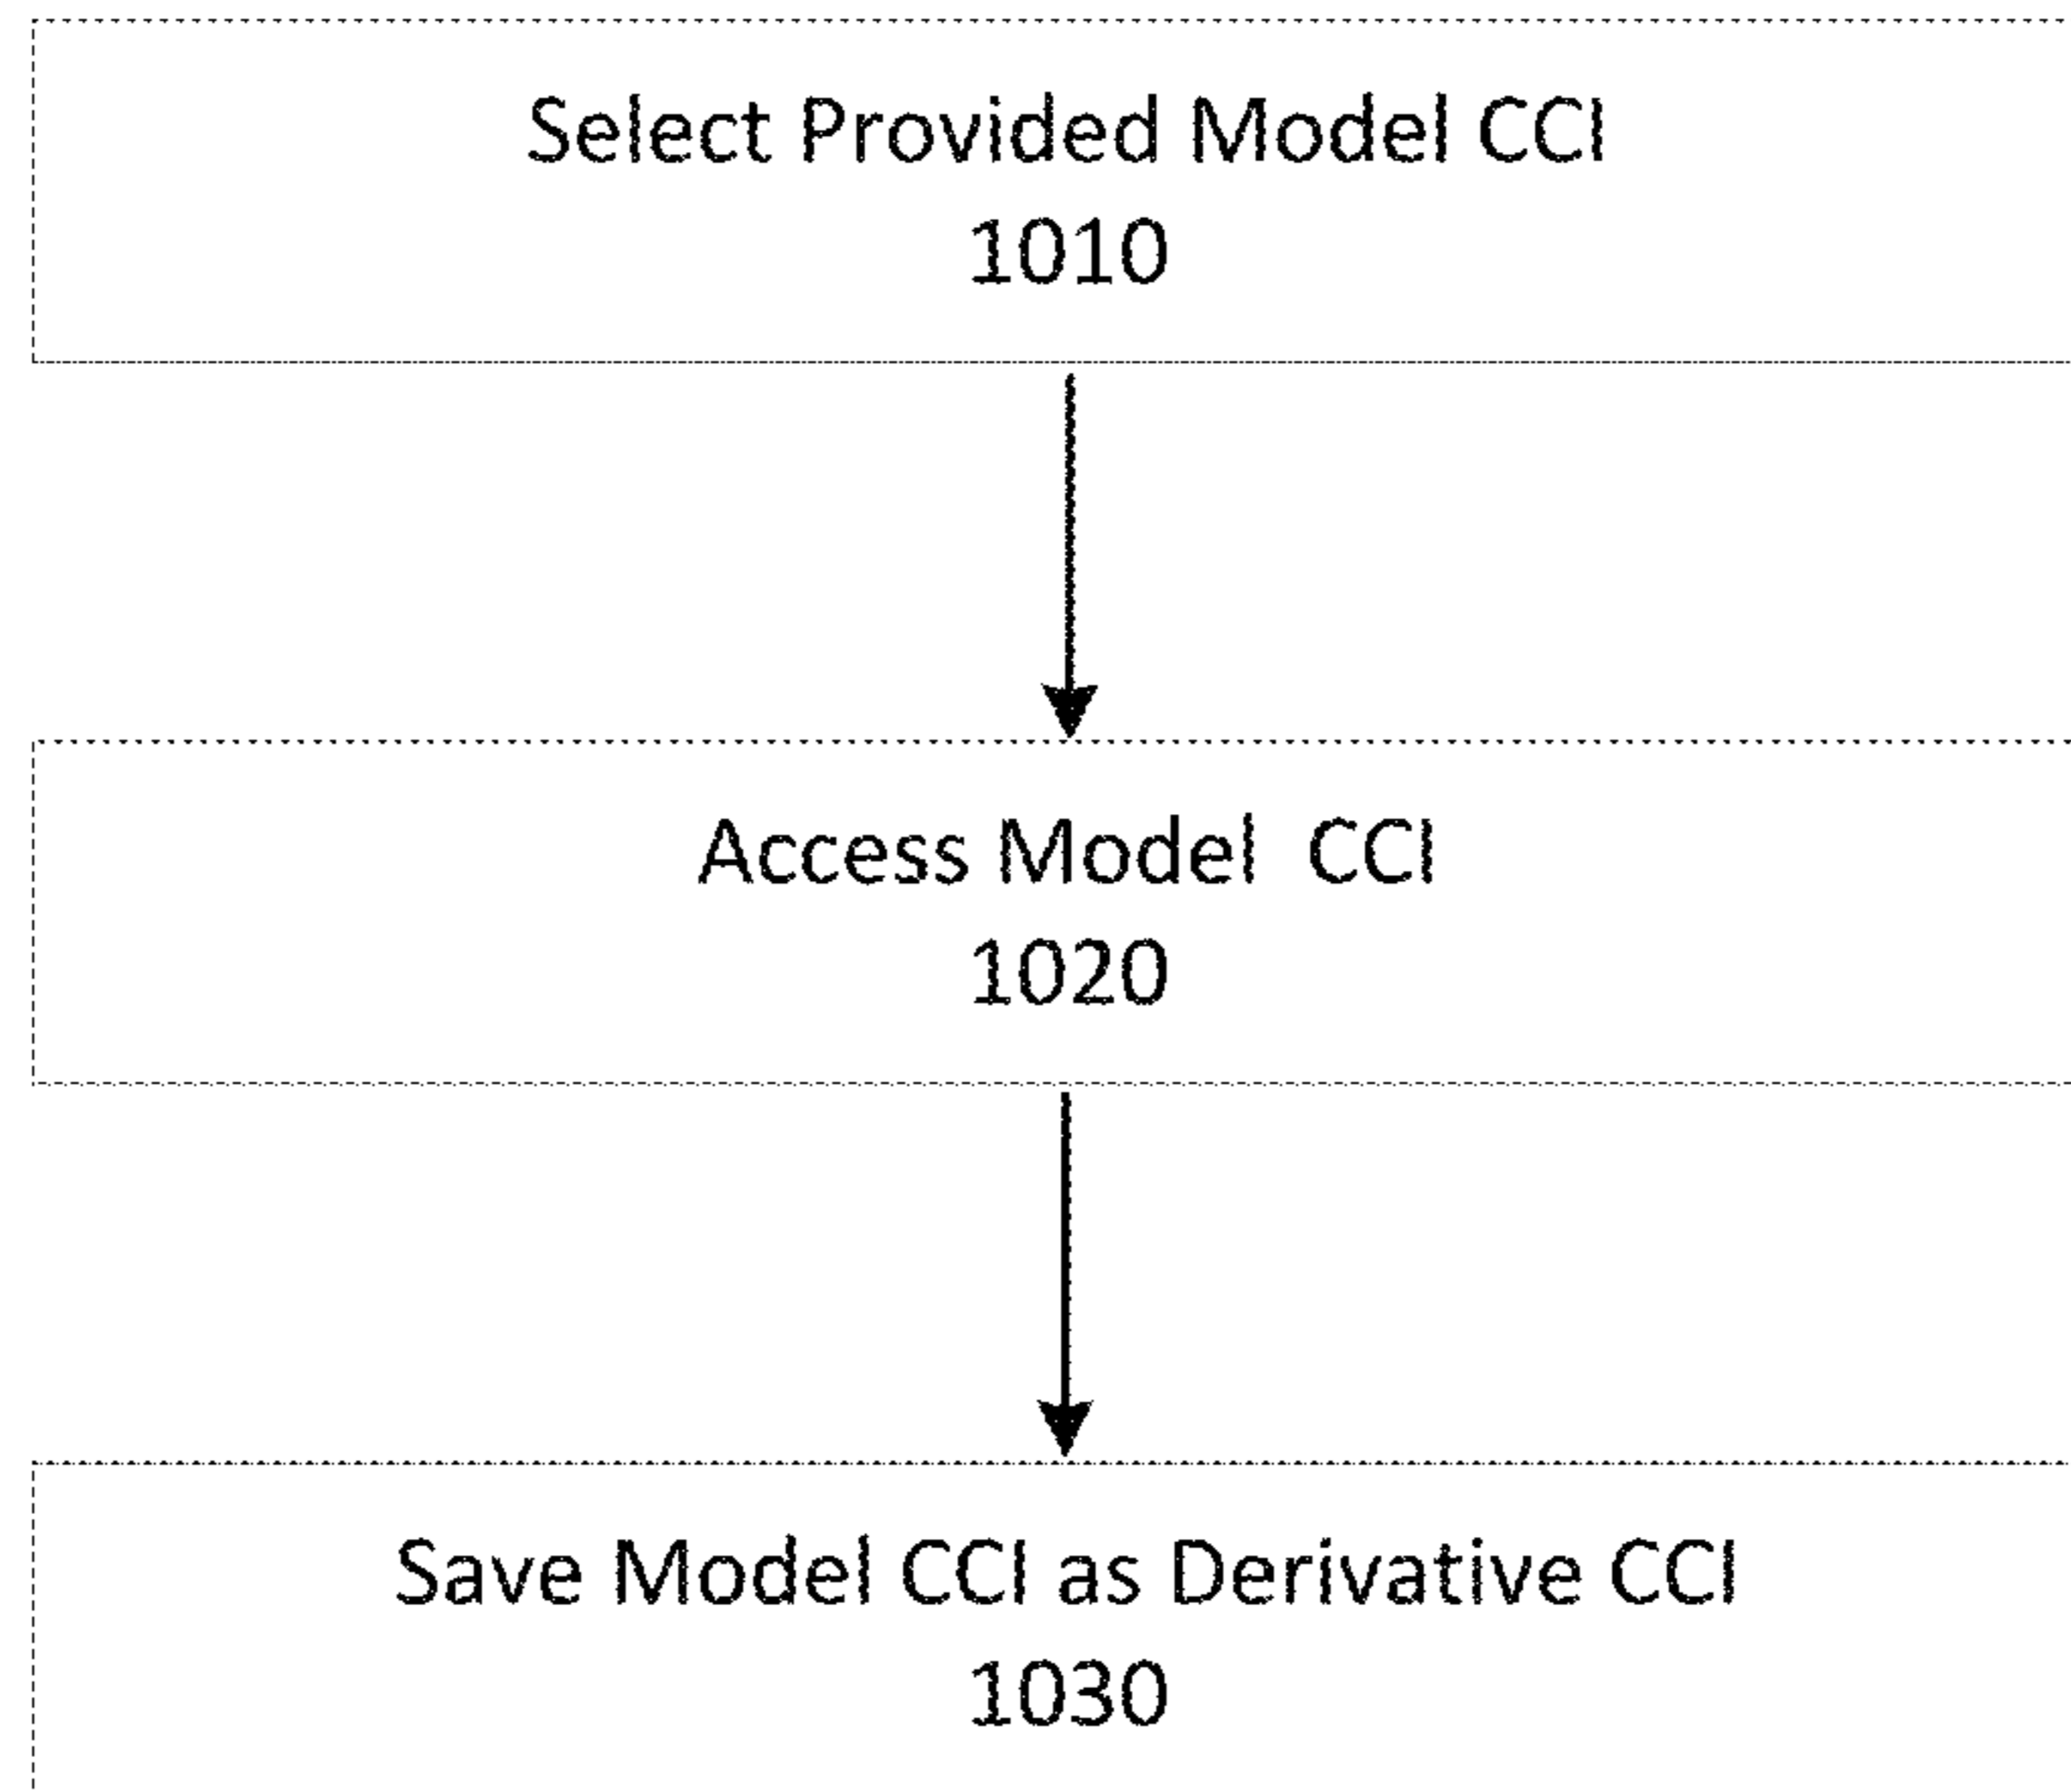 Select Provided Model CCI
1010
Access Model CCI
1020
Save Model CCI as Derivative CCI
1030